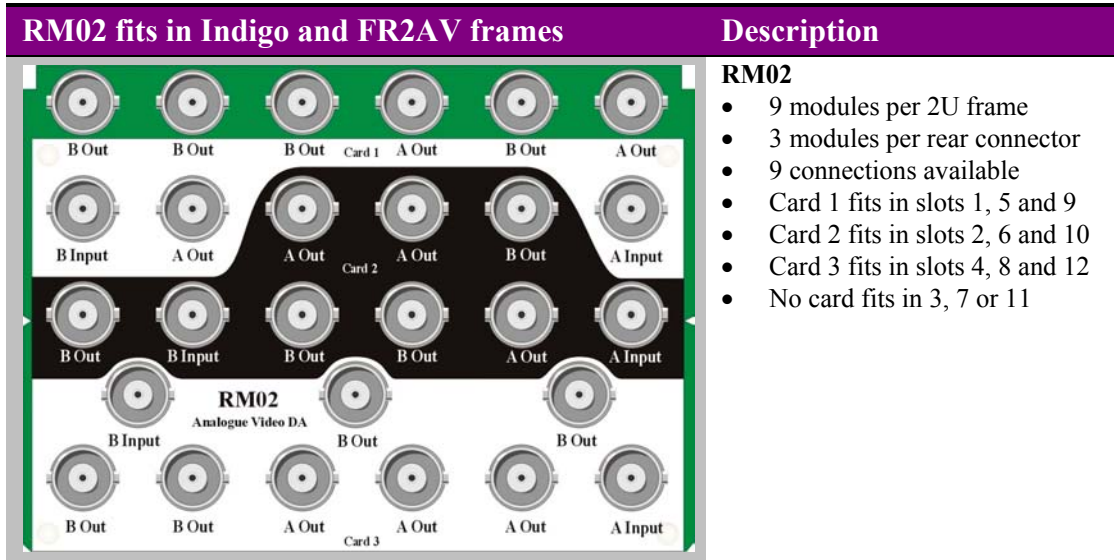 RM02 fits in Indigo and FR2AV frames
Description
B Out B Out B Out Card 1 A Out B Out A Out
B Input A Out A Out A Out B Out A Input
Card 2
B Out B Input B Out B Out A Out A Input
RM02
Analogue Video DA
B Input B Out B Out
B Out B Out A Out A Out A Out A Input
Card 3
RM02
• 9 modules per 2U frame
• 3 modules per rear connector
• 9 connections available
• Card 1 fits in slots 1, 5 and 9
• Card 2 fits in slots 2, 6 and 10
• Card 3 fits in slots 4, 8 and 12
• No card fits in 3, 7 or 11